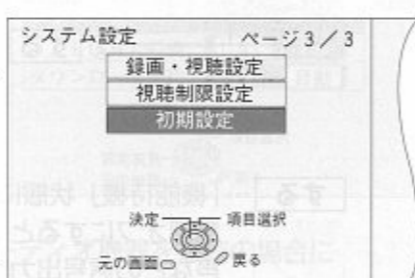 システム設定 ページ3／3
録画・視聴設定
視聴制限設定
初期設定
決定 項目選択
元の画面 戻る